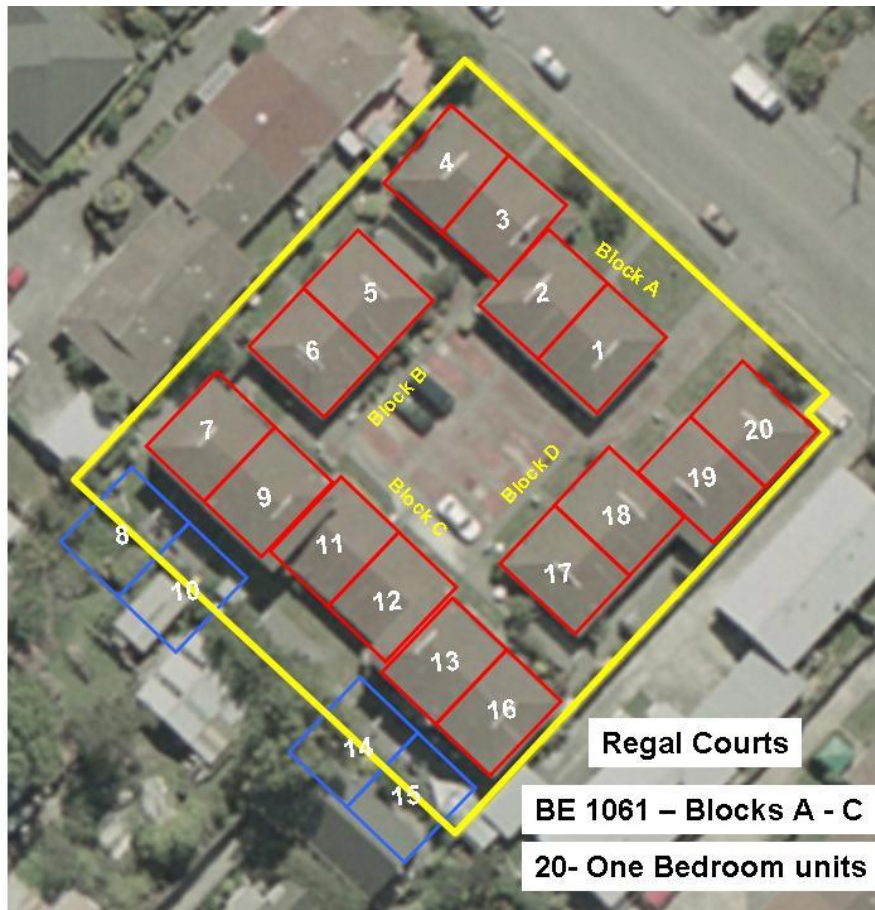 4
3
Block A
2
5
1
6
Block B
7
20
Block D
19
9
Block C
18
11
8
17
10
12
13
16
Regal Courts
14
15
BE 1061 – Blocks A - C
20- One Bedroom units